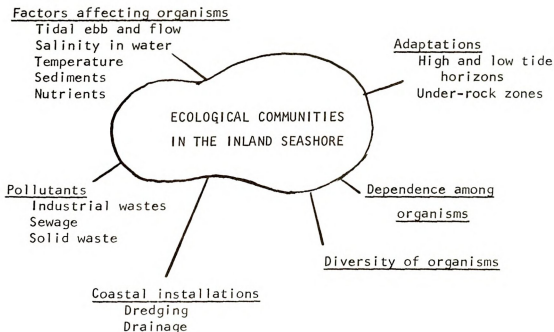 Factors affecting organisms
Tidal ebb and flow
Salinity in water
Temperature
Sediments
Nutrients
Adaptations
High and low tide
horizons
Under-rock zones
ECOLOGICAL COMMUNITIES
IN THE INLAND SEASHORE
Pollutants
Industrial wastes
Sewage
Solid waste
Dependence among
organisms
Diversity of organisms
Coastal installations
Dredging
Drainage